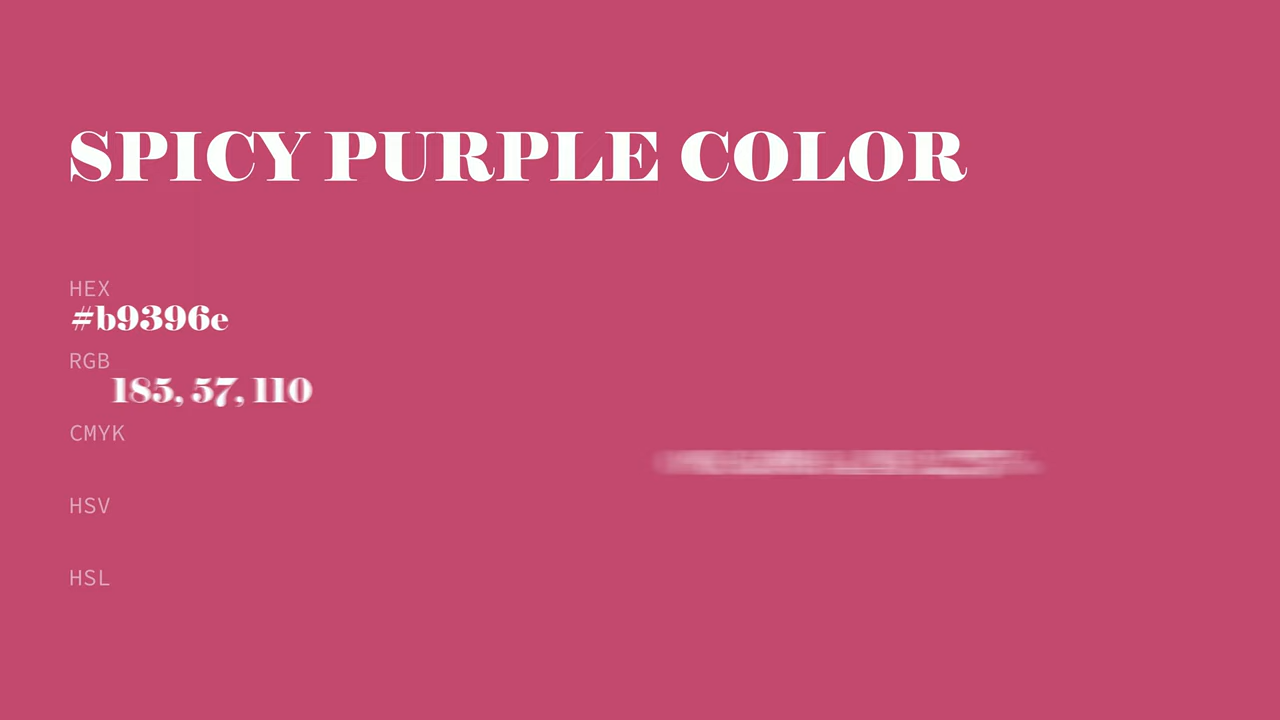 SPICY PURPLE COLOR
HEX
#b9396e
RGB
185, 57, 110
CMYK
HSV
HSL